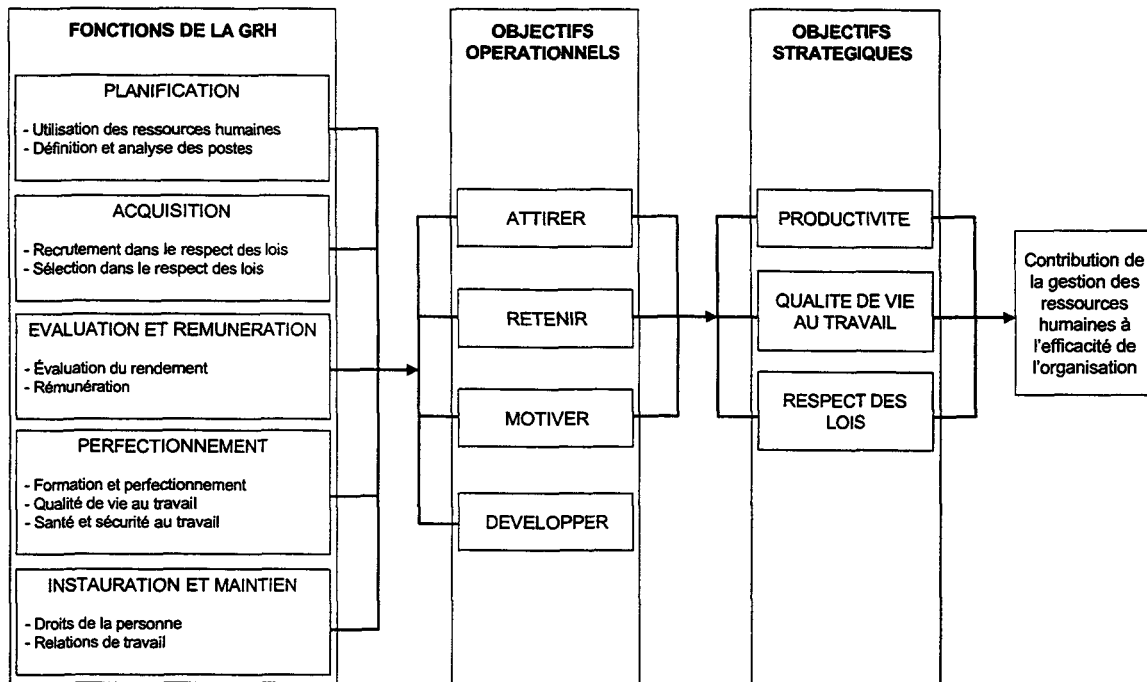 FONCTIONS DE LA GRH
PLANIFICATION
- Utilisation des ressources humaines
- Définition et analyse des postes
ACQUISITION
- Recrutement dans le respect des lois
- Sélection dans le respect des lois
EVALUATION ET REMUNERATION
- Évaluation du rendement
- Rémunération
PERFECTIONNEMENT
- Formation et perfectionnement
- Qualité de vie au travail
- Santé et sécurité au travail
INSTAURATION ET MAINTIEN
- Droits de la personne
- Relations de travail
OBJECTIFS
OPERATIONNELS
ATTIRER
RETENIR
MOTIVER
DEVELOPPER
OBJECTIFS
STRATEGIQUES
PRODUCTIVITE
QUALITE DE VIE
AU TRAVAIL
RESPECT DES
LOIS
Contribution de
la gestion des
ressources
humaines à
l'efficacité de
l'organisation